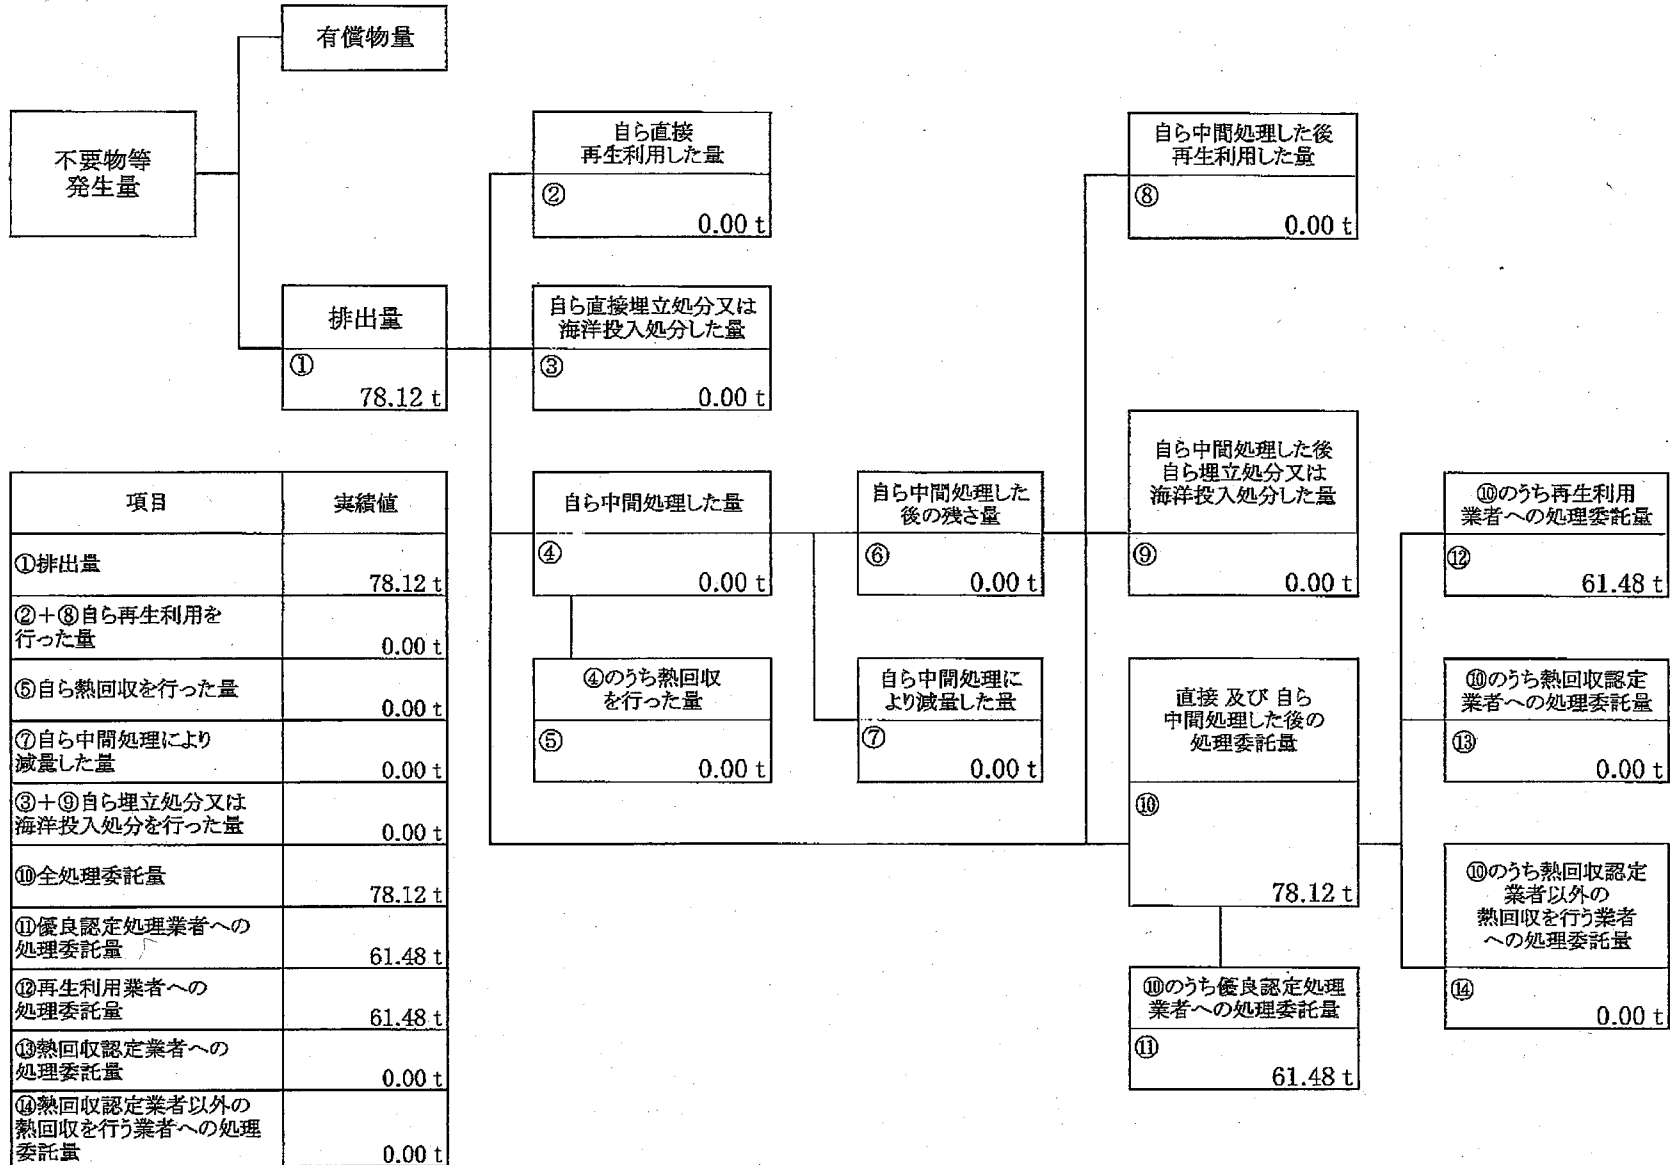 有償物量
不要物等
発生量
排出量
①
78.12 t
自ら直接
再生利用した量
②
0.00 t
自ら直接埋立処分又は
海洋投入処分した量
③
0.00 t
自ら中間処理した量
④
0.00 t
④のうち熱回収
を行った量
⑤
0.00 t
自ら中間処理した
後の残さ量
⑥
0.00 t
自ら中間処理に
より減量した量
⑦
0.00 t
自ら中間処理した後
再生利用した量
⑧
0.00 t
自ら中間処理した後
自ら埋立処分又は
海洋投入処分した量
⑨
0.00 t
直接 及び 自ら
中間処理した後の
処理委託量
⑩
78.12 t
⑩のうち優良認定処理
業者への処理委託量
⑪
61.48 t
⑩のうち再生利用
業者への処理委託量
⑫
61.48 t
⑩のうち熱回収認定
業者への処理委託量
⑬
0.00 t
⑩のうち熱回収認定
業者以外の
熱回収を行う業者
への処理委託量
⑭
0.00 t
項目 実績値
①排出量
78.12 t
②+⑧自ら再生利用を
行った量
0.00 t
⑤自ら熱回収を行った量
0.00 t
⑦自ら中間処理により
減量した量
0.00 t
③+⑨自ら埋立処分又は
海洋投入処分を行った量
0.00 t
⑩全処理委託量
78.12 t
⑪優良認定処理業者への
処理委託量
61.48 t
⑫再生利用業者への
処理委託量
61.48 t
⑬熱回収認定業者への
処理委託量
0.00 t
⑭熱回収認定業者以外の
熱回収を行う業者への処理
委託量
0.00 t